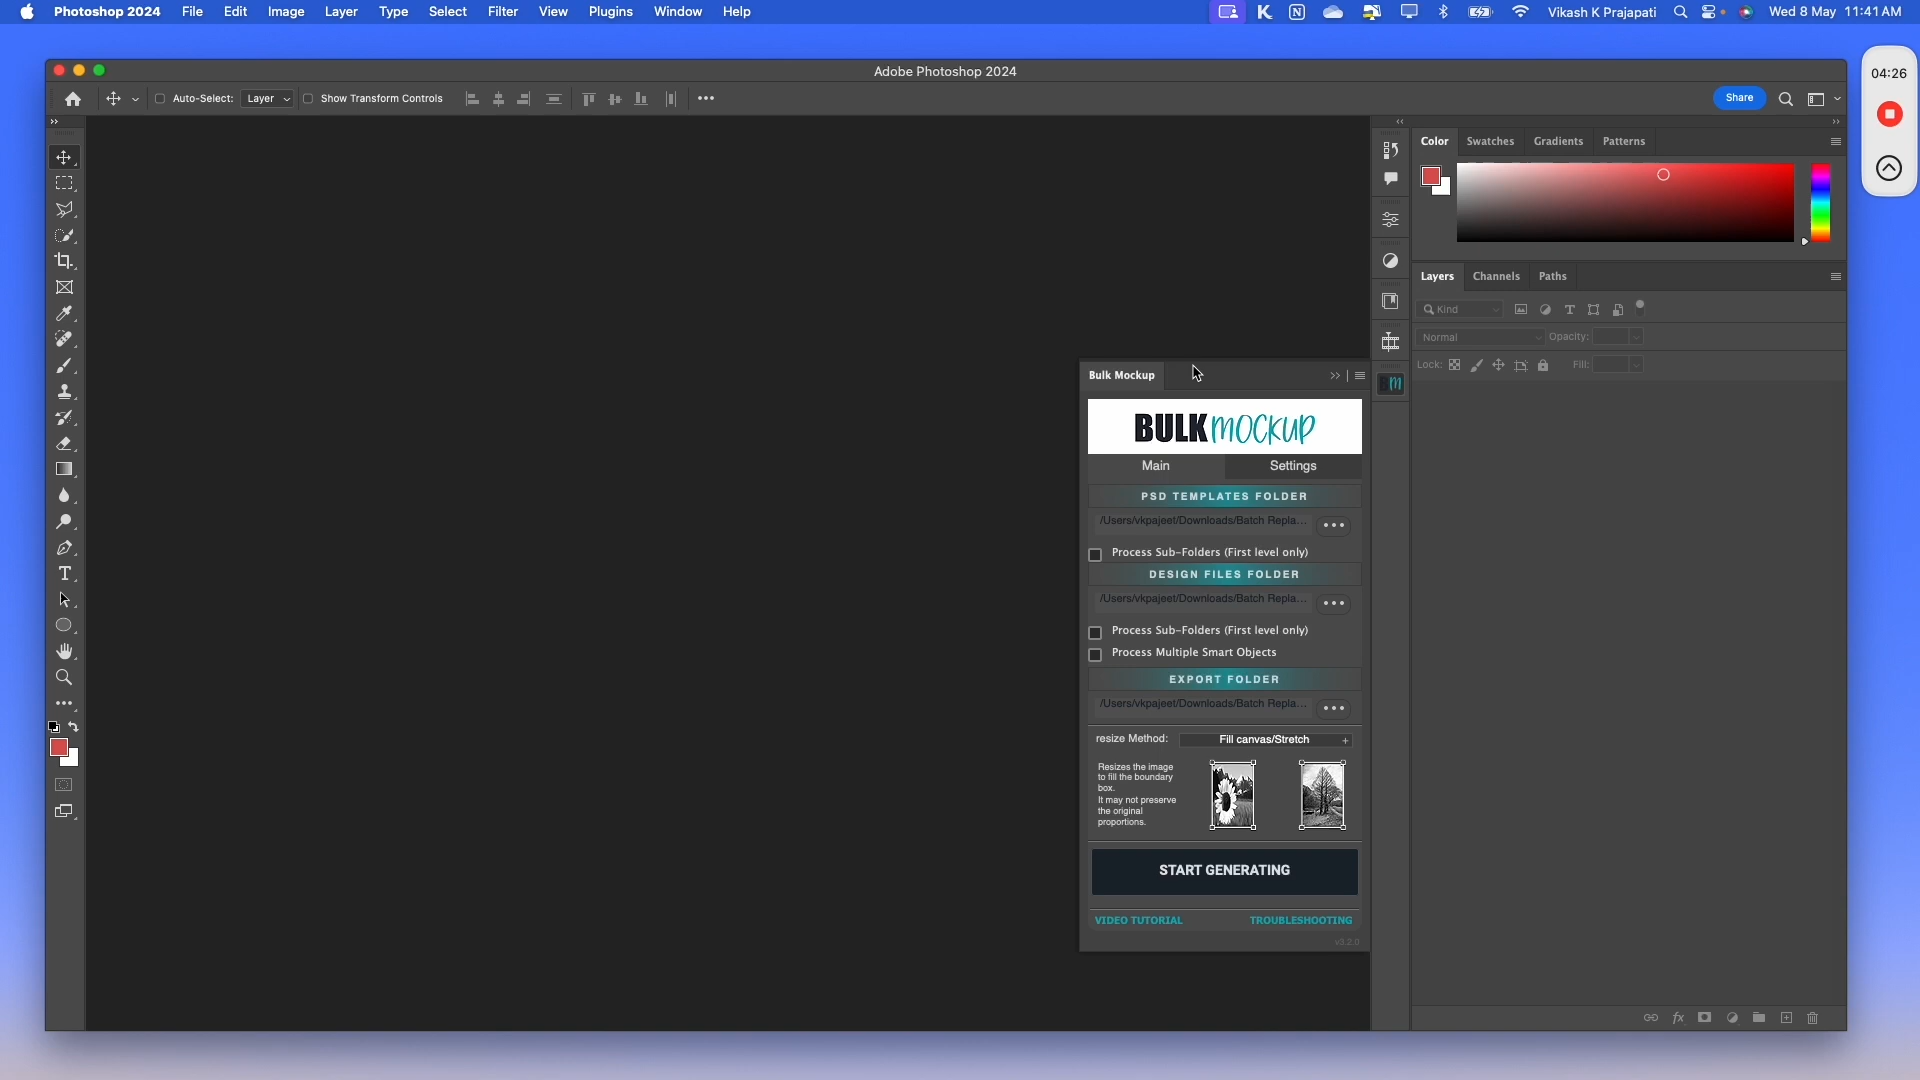 Photoshop 2024 File Edit Image Layer Type Select Filter View Plugins Window Help Vikash K Prajapati Wed 8 May 11:41 AM
04:26
Adobe Photoshop 2024
Auto-Select: Layer Show Transform Controls Share
Color Swatches Gradients Patterns
Layers Channels Paths
Kind
Normal Opacity:
Lock: Fill:
Bulk Mockup
BULK MOCKUP
Main Settings
PSD TEMPLATES FOLDER
/Users/vkpajeet/Downloads/Batch Repla...
Process Sub-Folders (First level only)
DESIGN FILES FOLDER
/Users/vkpajeet/Downloads/Batch Repla...
Process Sub-Folders (First level only)
Process Multiple Smart Objects
EXPORT FOLDER
/Users/vkpajeet/Downloads/Batch Repla...
resize Method: Fill canvas/Stretch +
Resizes the image
to fill the boundary
box.
It may not preserve
the original
proportions.
START GENERATING
VIDEO TUTORIAL TROUBLESHOOTING
v3.2.0